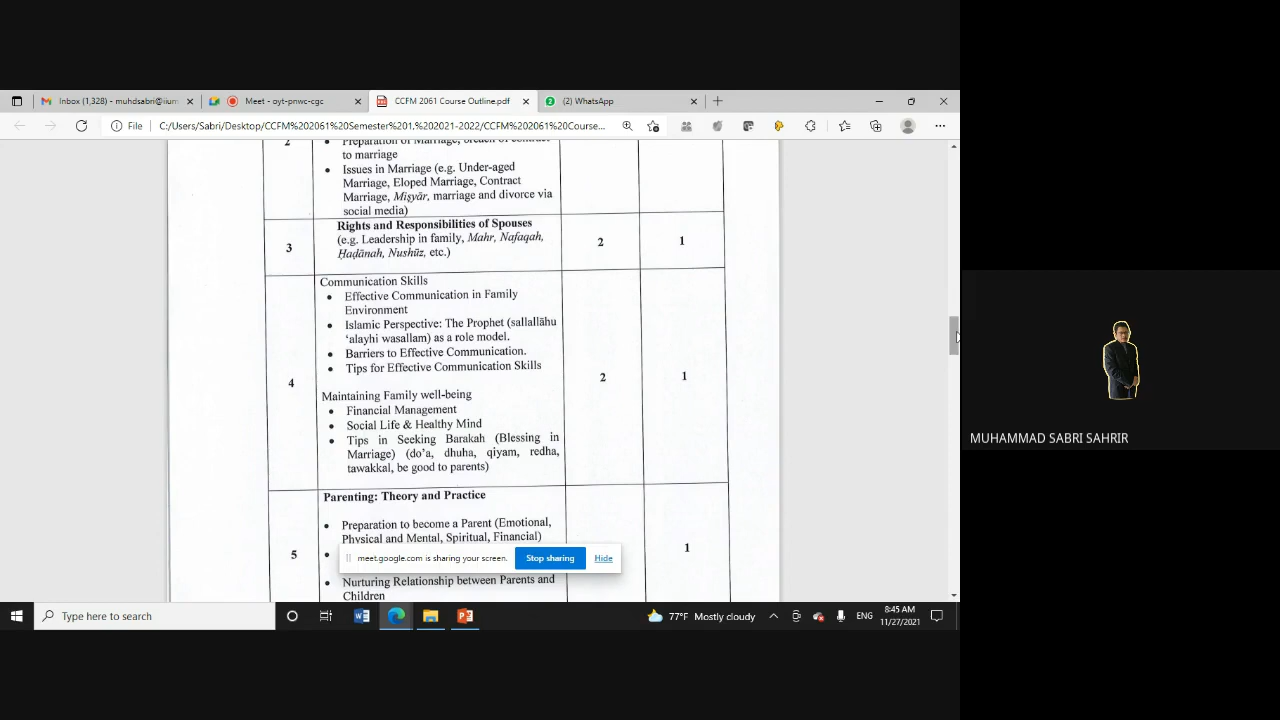 Inbox (1,328) - muhdsabri@iium
Meet - oyt-pnwc-cgc
CCFM 2061 Course Outline.pdf
(2) WhatsApp
File
C:/Users/Sabri/Desktop/CCFM%202061%20Semester%201,%202021-2022/CCFM%202061%20Course...
2
• Preparation of Marriage, breach of contract
to marriage
• Issues in Marriage (e.g. Under-aged
Marriage, Eloped Marriage, Contract
Marriage, Misyār, marriage and divorce via
social media)
3
Rights and Responsibilities of Spouses
(e.g. Leadership in family, Mahr, Nafaqah,
Ḥaḍānah, Nushūz, etc.)
2
1
4
Communication Skills
• Effective Communication in Family
Environment
• Islamic Perspective: The Prophet (sallallāhu
‘alayhi wasallam) as a role model.
• Barriers to Effective Communication.
• Tips for Effective Communication Skills
Maintaining Family well-being
• Financial Management
• Social Life & Healthy Mind
• Tips in Seeking Barakah (Blessing in
Marriage) (do’a, dhuha, qiyam, redha,
tawakkal, be good to parents)
2
1
5
Parenting: Theory and Practice
• Preparation to become a Parent (Emotional,
Physical and Mental, Spiritual, Financial)
• Nurturing Relationship between Parents and
Children
1
meet.google.com is sharing your screen.
Stop sharing
Hide
MUHAMMAD SABRI SAHRIR
Type here to search
77°F Mostly cloudy
ENG
8:45 AM
11/27/2021